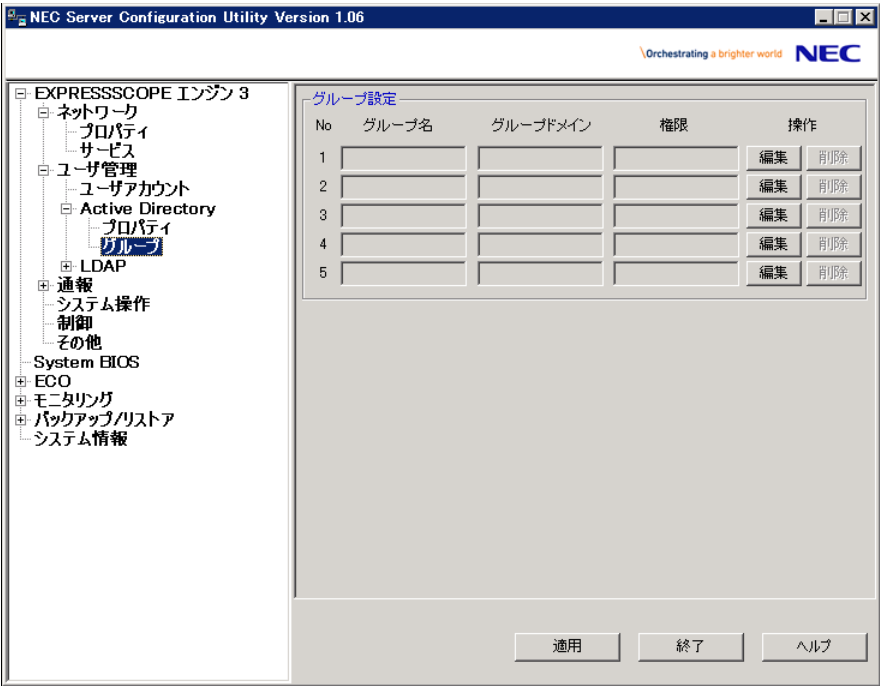 NEC Server Configuration Utility Version 1.06
\Orchestrating a brighter world NEC
EXPRESSSCOPE エンジン 3
ネットワーク
プロパティ
サービス
ユーザ管理
ユーザアカウント
Active Directory
プロパティ
グループ
LDAP
通報
システム操作
制御
その他
System BIOS
ECO
モニタリング
バックアップ/リストア
システム情報
グループ設定
No グループ名 グループドメイン 権限 操作
1 編集 削除
2 編集 削除
3 編集 削除
4 編集 削除
5 編集 削除
適用 終了 ヘルプ